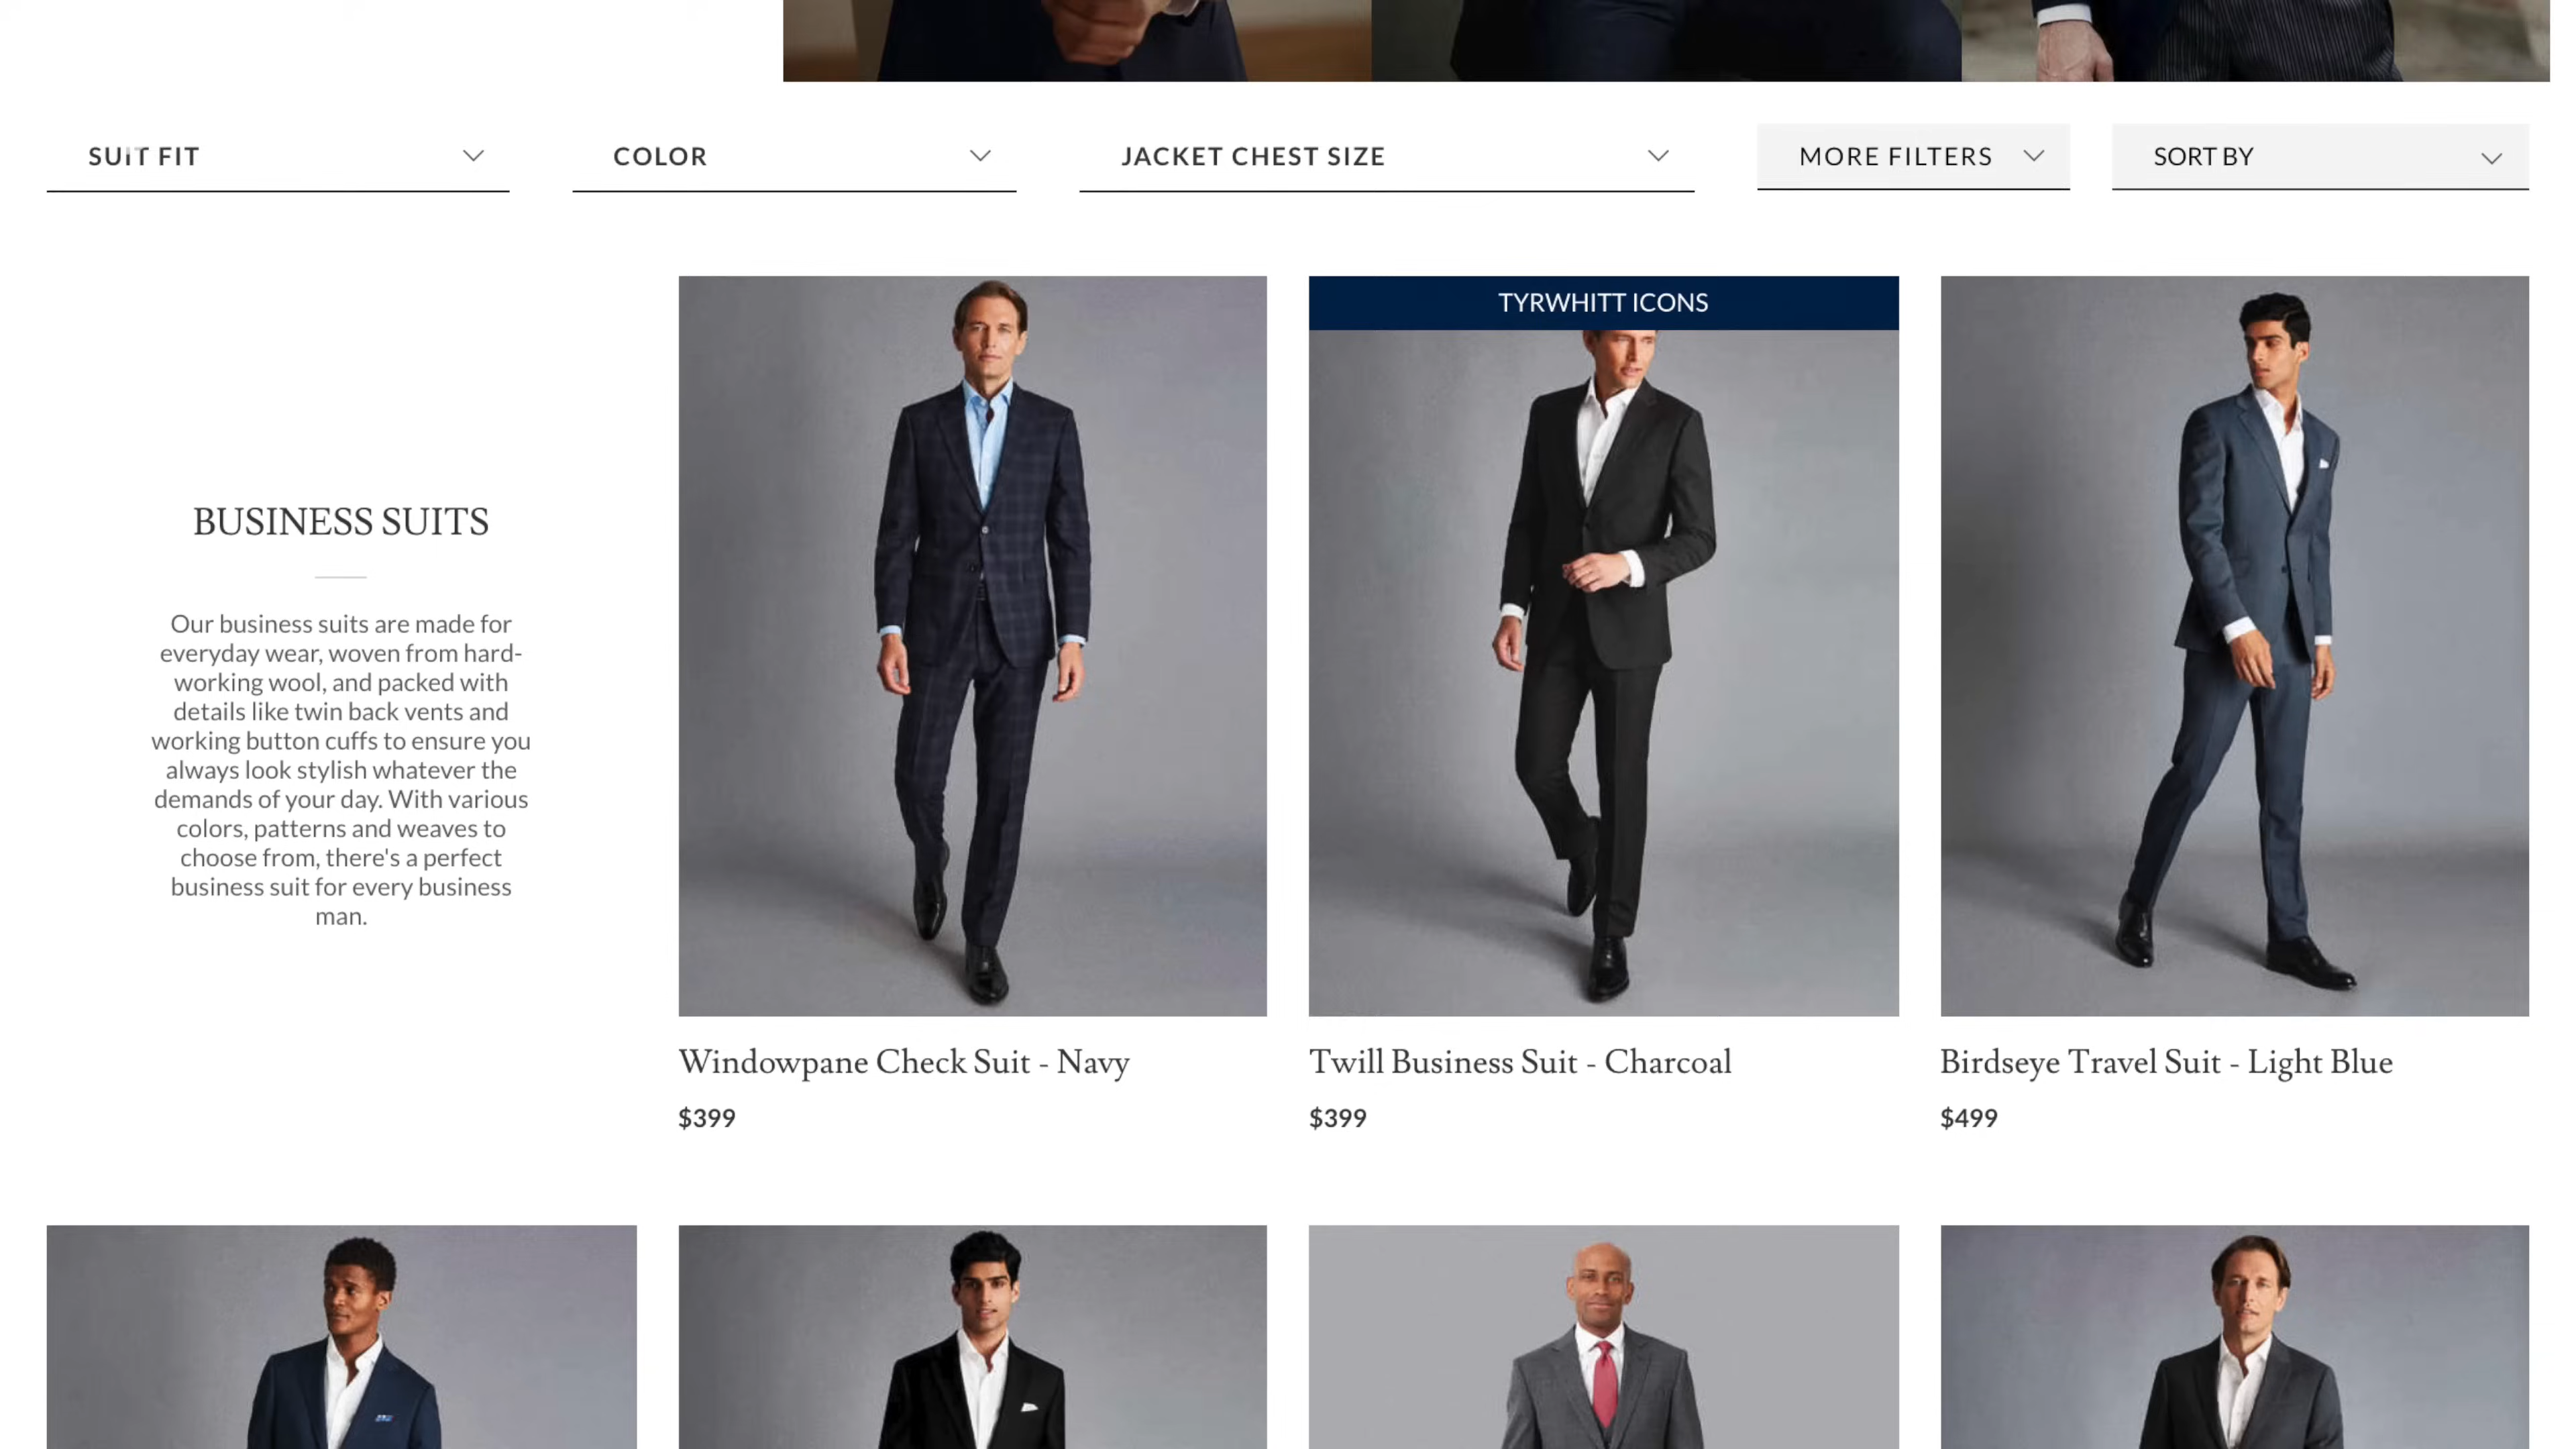 SUIT FIT
COLOR
JACKET CHEST SIZE
MORE FILTERS
SORT BY
BUSINESS SUITS
Our business suits are made for
everyday wear, woven from hard-
working wool, and packed with
details like twin back vents and
working button cuffs to ensure you
always look stylish whatever the
demands of your day. With various
colors, patterns and weaves to
choose from, there's a perfect
business suit for every business
man.
Windowpane Check Suit - Navy
$399
TYRWHITT ICONS
Twill Business Suit - Charcoal
$399
Birdseye Travel Suit - Light Blue
$499